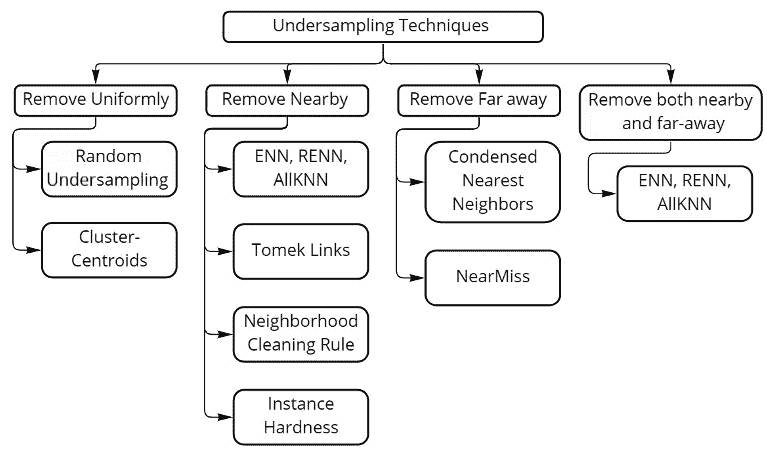 Undersampling Techniques
Remove Uniformly
Random
Undersampling
Cluster-
Centroids
Remove Nearby
ENN, RENN,
AllKNN
Tomek Links
Neighborhood
Cleaning Rule
Instance
Hardness
Remove Far away
Condensed
Nearest
Neighbors
NearMiss
Remove both nearby
and far-away
ENN, RENN,
AllKNN